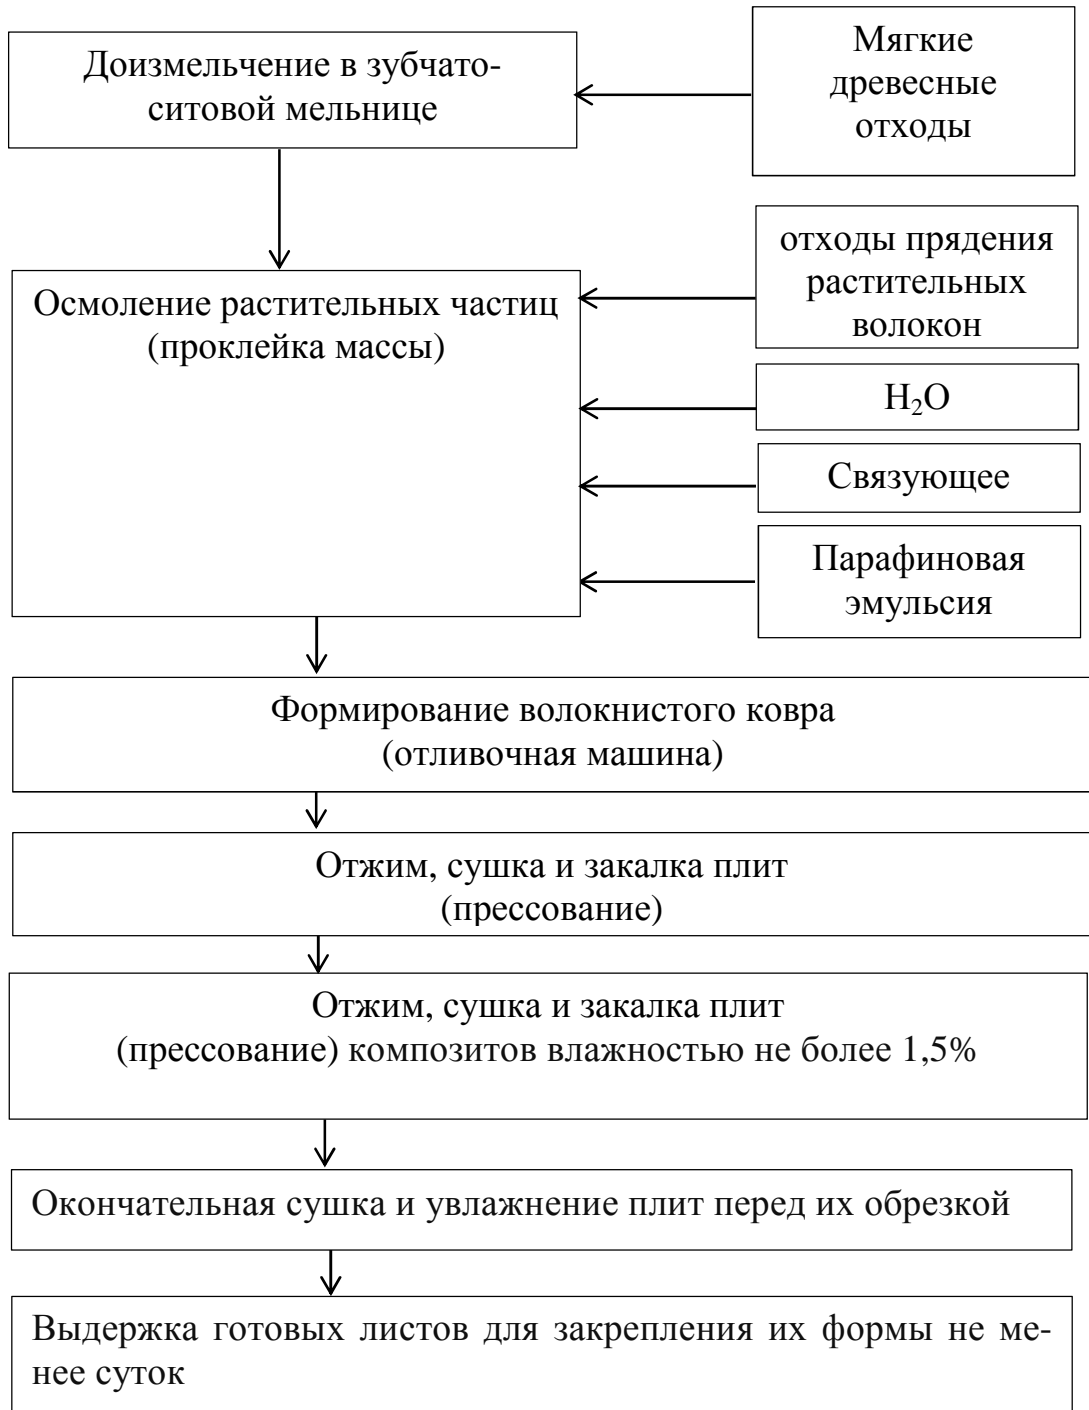 Доизмельчение в зубчато-
ситовой мельнице
Мягкие
древесные
отходы
отходы прядения
растительных
волокон
Осмоление растительных частиц
(проклейка массы)
H₂O
Связующее
Парафиновая
эмульсия
Формирование волокнистого ковра
(отливочная машина)
Отжим, сушка и закалка плит
(прессование)
Отжим, сушка и закалка плит
(прессование) композитов влажностью не более 1,5%
Окончательная сушка и увлажнение плит перед их обрезкой
Выдержка готовых листов для закрепления их формы не ме-
нее суток